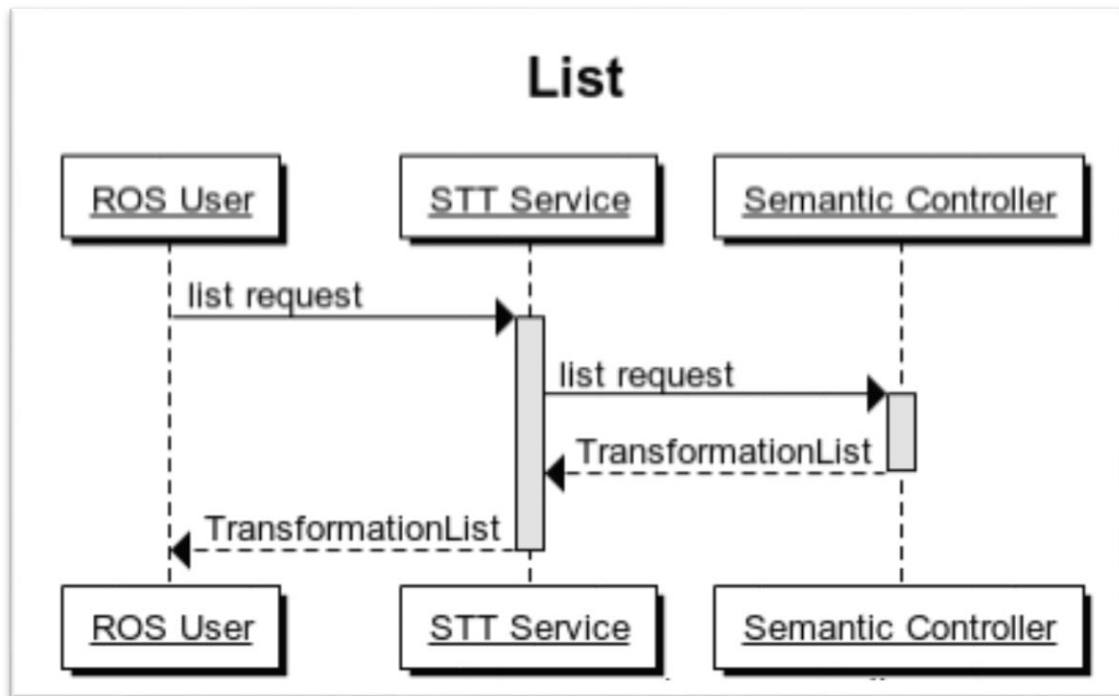 List
ROS User
STT Service
Semantic Controller
list request
list request
TransformationList
TransformationList
ROS User
STT Service
Semantic Controller